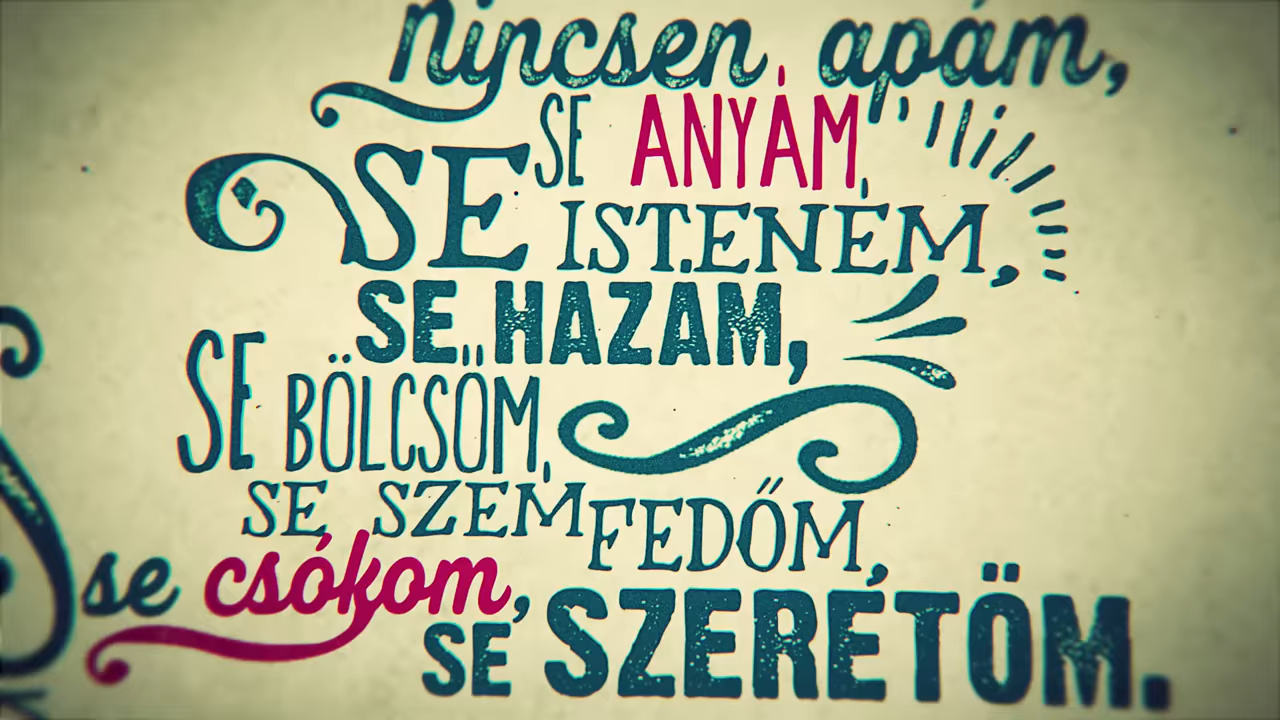 nincsen apám,
SE ANYÁM,
SE ISTENEM,
SE HAZÁM,
SE BÖLCSŐM,
SE SZEMFEDŐM,
se csókom,
SE SZERETŐM.